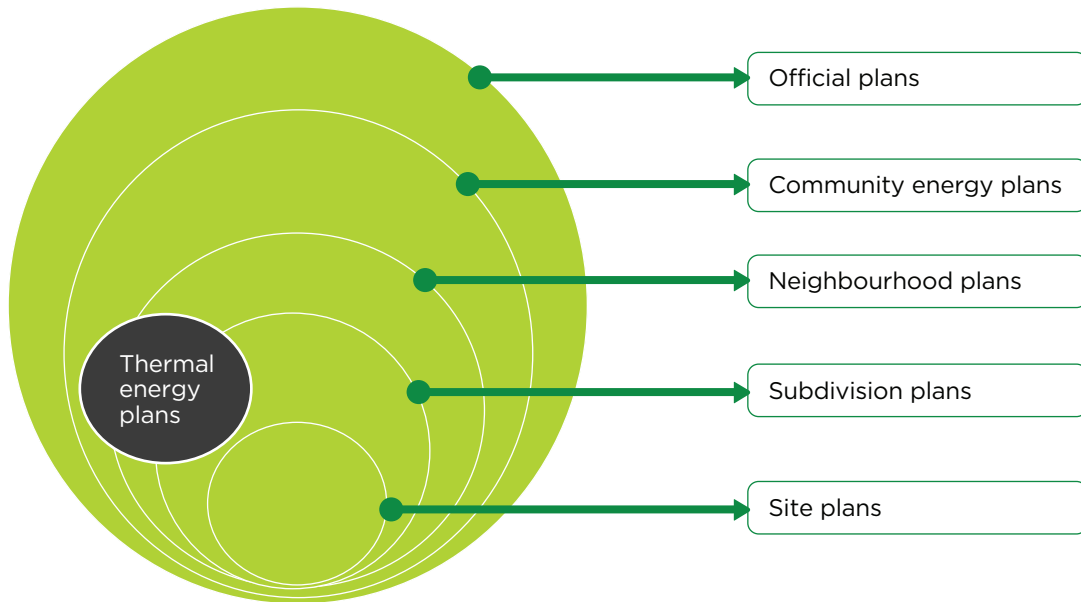 Official plans
Community energy plans
Neighbourhood plans
Thermal
energy
plans
Subdivision plans
Site plans